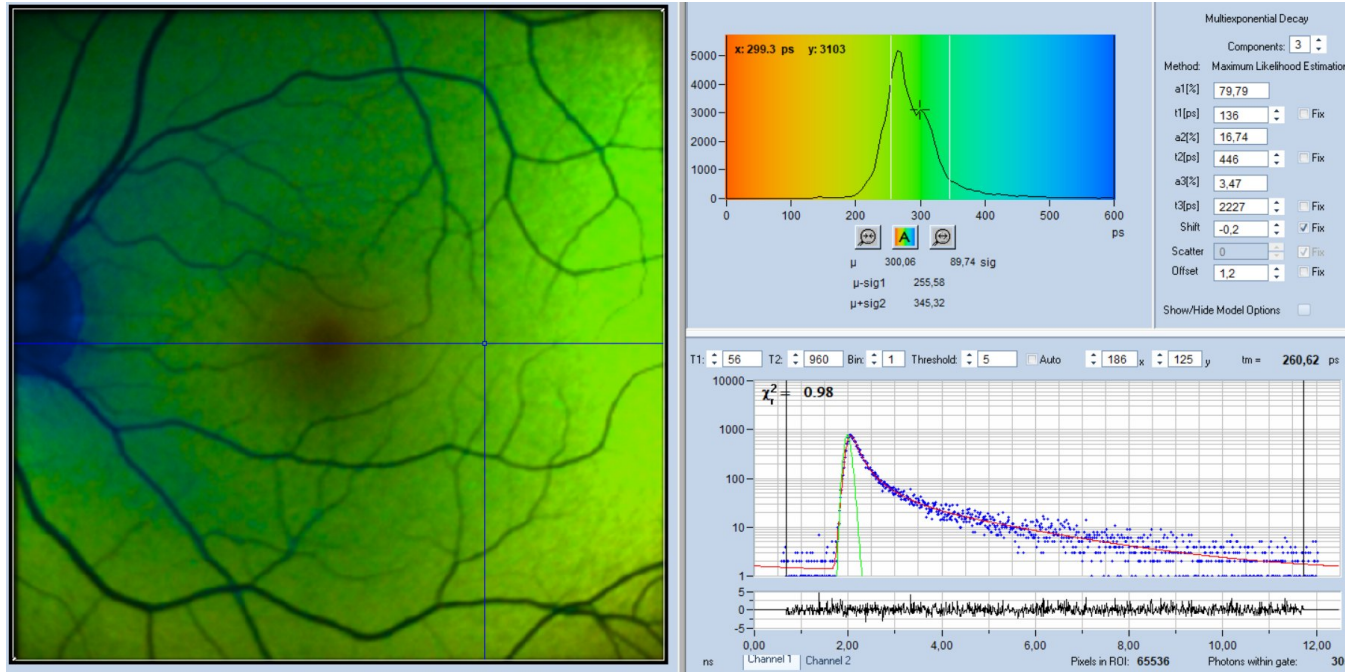 x: 299.3 ps y: 3103
5000
4000
3000
2000
1000
0
0 100 200 300 400 500 600
ps
A
μ 300,06 89,74 sig
μ-sig1 255,58
μ+sig2 345,32
Multiexponential Decay
Components: 3
Method: Maximum Likelihood Estimation
a1[%] 79,79
t1[ps] 136 Fix
a2[%] 16,74
t2[ps] 446 Fix
a3[%] 3,47
t3[ps] 2227 Fix
Shift -0,2 Fix
Scatter 0 Fix
Offset 1,2 Fix
Show/Hide Model Options
T1: 56 T2: 960 Bin: 1 Threshold: 5 Auto 186 x 125 y tm = 260,62 ps
χ²r = 0.98
10000
1000
100
10
1
5
0
-5
0,00 2,00 4,00 6,00 8,00 10,00 12,00
ns Channel 1 Channel 2 Pixels in ROI: 65536 Photons within gate: 30